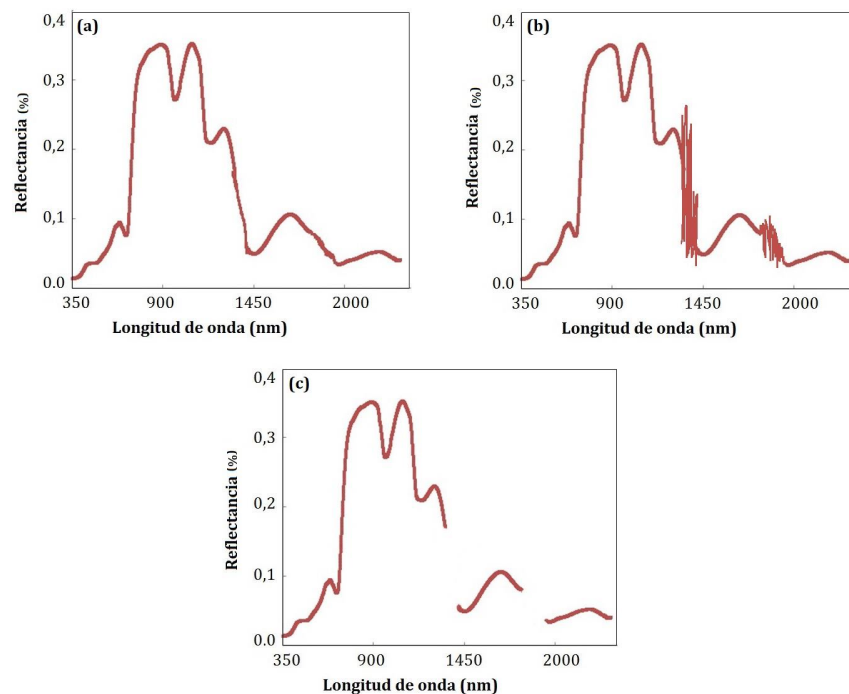 (a)
Reflectancia (%)
0,4
0,3
0,2
0,1
0.0
350 900 1450 2000
Longitud de onda (nm)
(b)
Reflectancia (%)
0,4
0,3
0,2
0,1
0.0
350 900 1450 2000
Longitud de onda (nm)
(c)
Reflectancia (%)
0,4
0,3
0,2
0,1
0.0
350 900 1450 2000
Longitud de onda (nm)